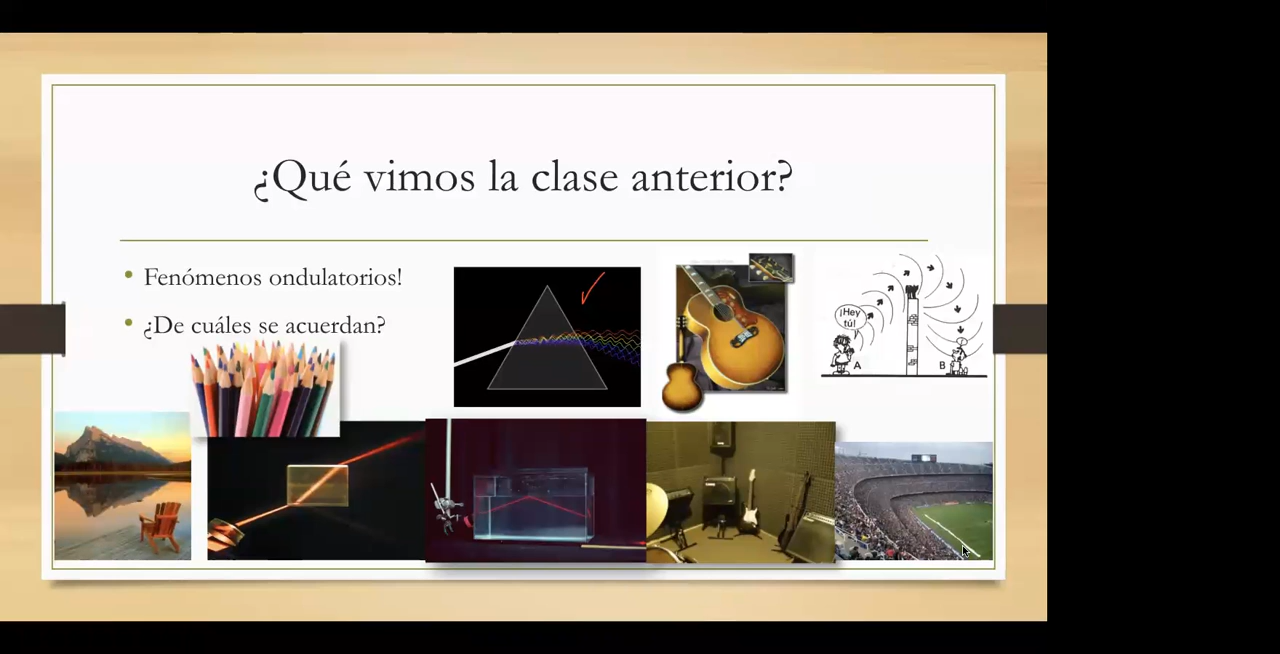 ¿Qué vimos la clase anterior?
Fenómenos ondulatorios!
¿De cuáles se acuerdan?
¡Hey
tú!
A
B